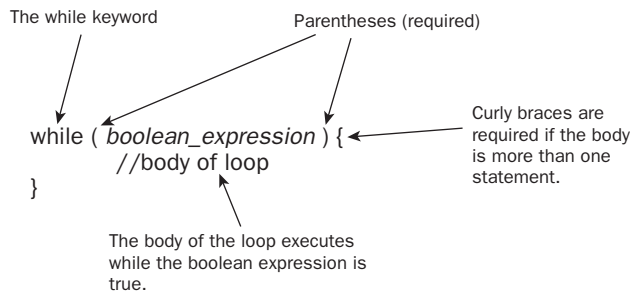 The while keyword
Parentheses (required)
while ( boolean_expression ) {
//body of loop
}
Curly braces are
required if the body
is more than one
statement.
The body of the loop executes
while the boolean expression is
true.